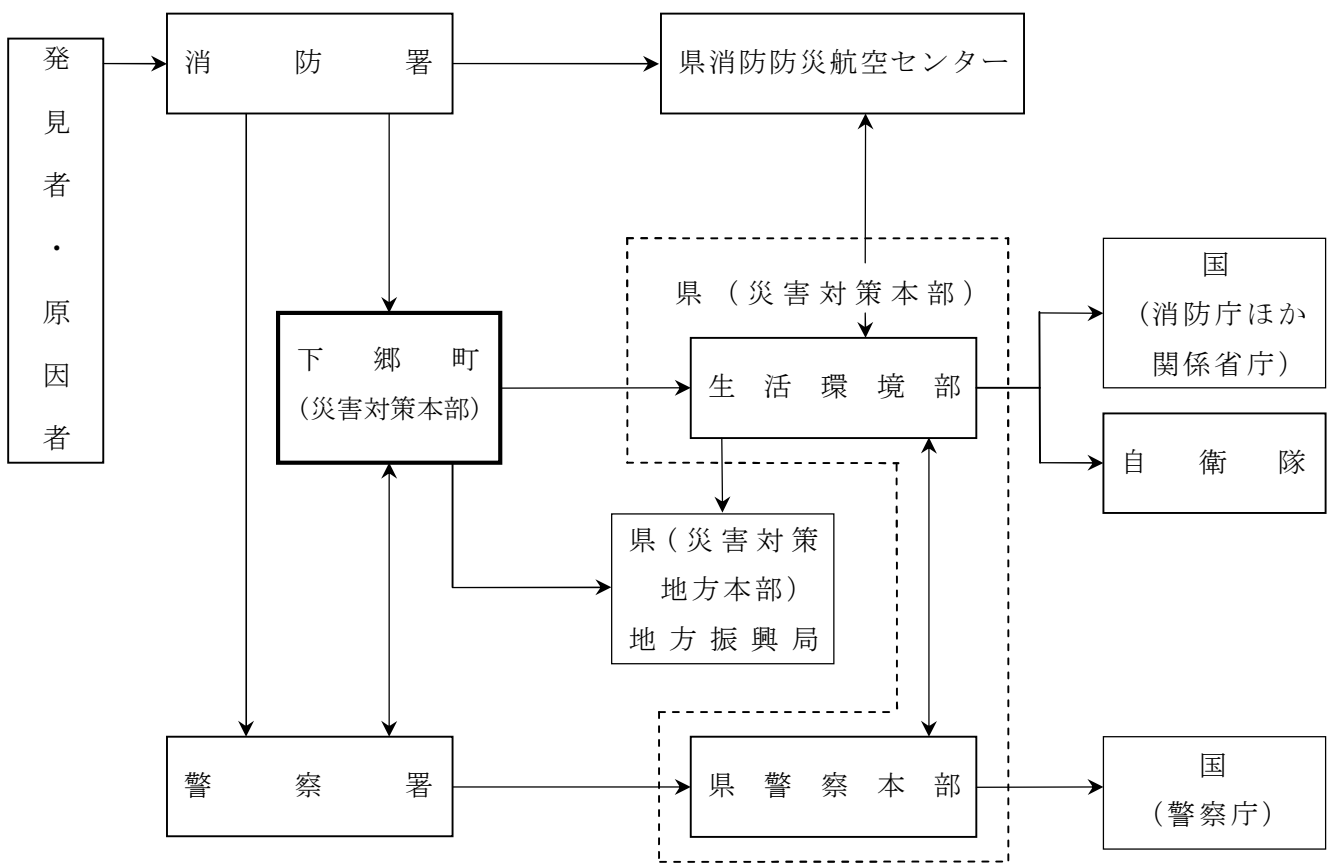 発見者・原因者
消防署
県消防防災航空センター
県（災害対策本部）
国
（消防庁ほか
関係省庁）
下郷町
（災害対策本部）
生活環境部
自衛隊
県（災害対策
地方本部）
地方振興局
警察署
県警察本部
国
（警察庁）